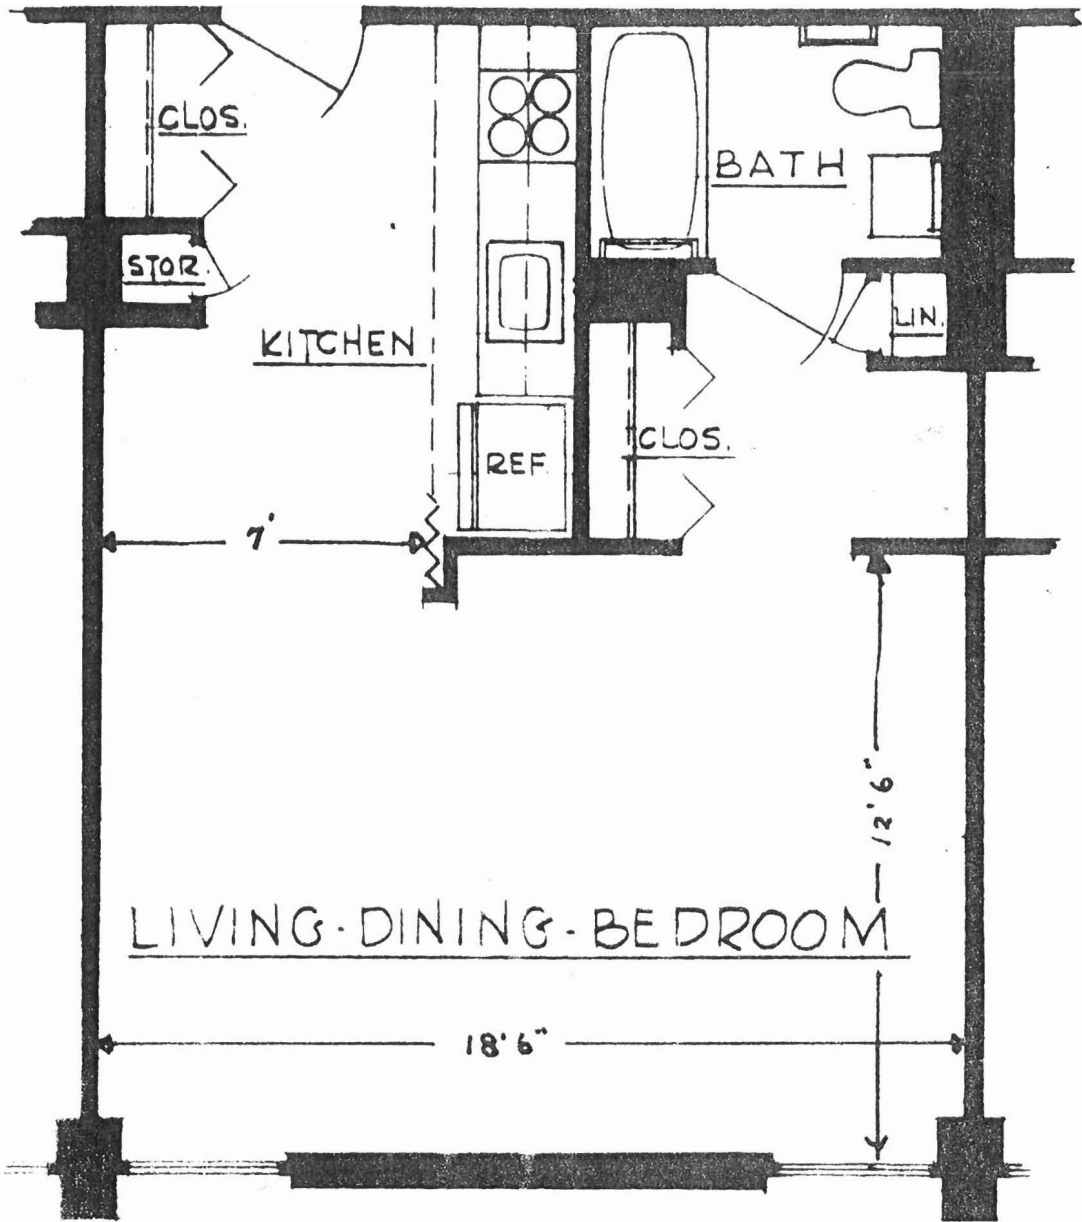 CLOS.
BATH
STOR.
LIN.
KITCHEN
CLOS.
REF
7'
12'6"
LIVING·DINING·BEDROOM
18'6"